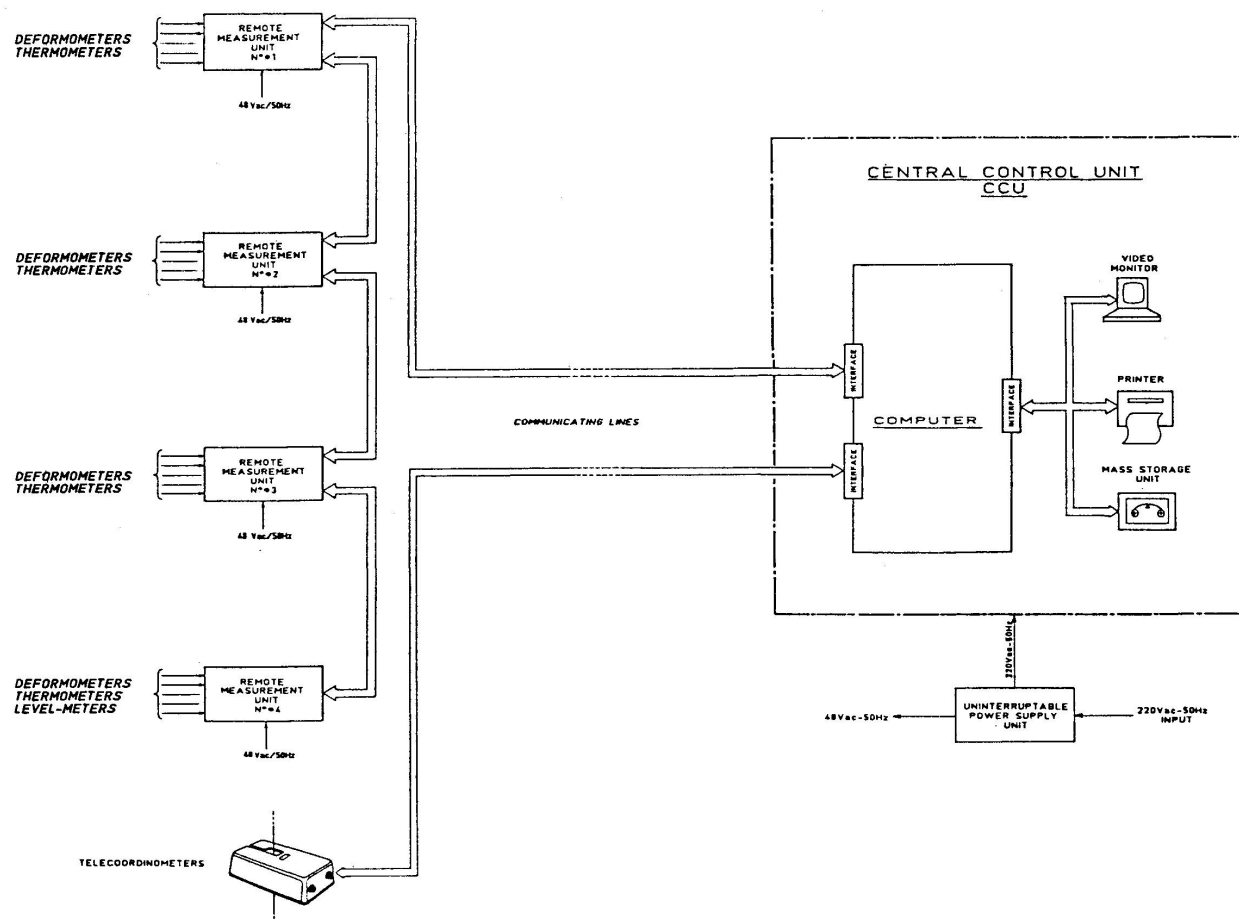 DEFORMOMETERS
THERMOMETERS
REMOTE
MEASUREMENT
UNIT
N°•1
48Vac/50Hz
DEFORMOMETERS
THERMOMETERS
REMOTE
MEASUREMENT
UNIT
N°•2
48 Vac/50Hz
DEFORMOMETERS
THERMOMETERS
REMOTE
MEASUREMENT
UNIT
N°•3
48 Vac/50Hz
DEFORMOMETERS
THERMOMETERS
LEVEL-METERS
REMOTE
MEASUREMENT
UNIT
N°•4
48 Vac/50Hz
TELECOORDINOMETERS
COMMUNICATING LINES
CENTRAL CONTROL UNIT
CCU
INTERFACE
INTERFACE
COMPUTER
INTERFACE
VIDEO
MONITOR
PRINTER
MASS STORAGE
UNIT
220Vac-50Hz
48Vac-50Hz
UNINTERRUPTABLE
POWER SUPPLY
UNIT
220Vac-50Hz
INPUT